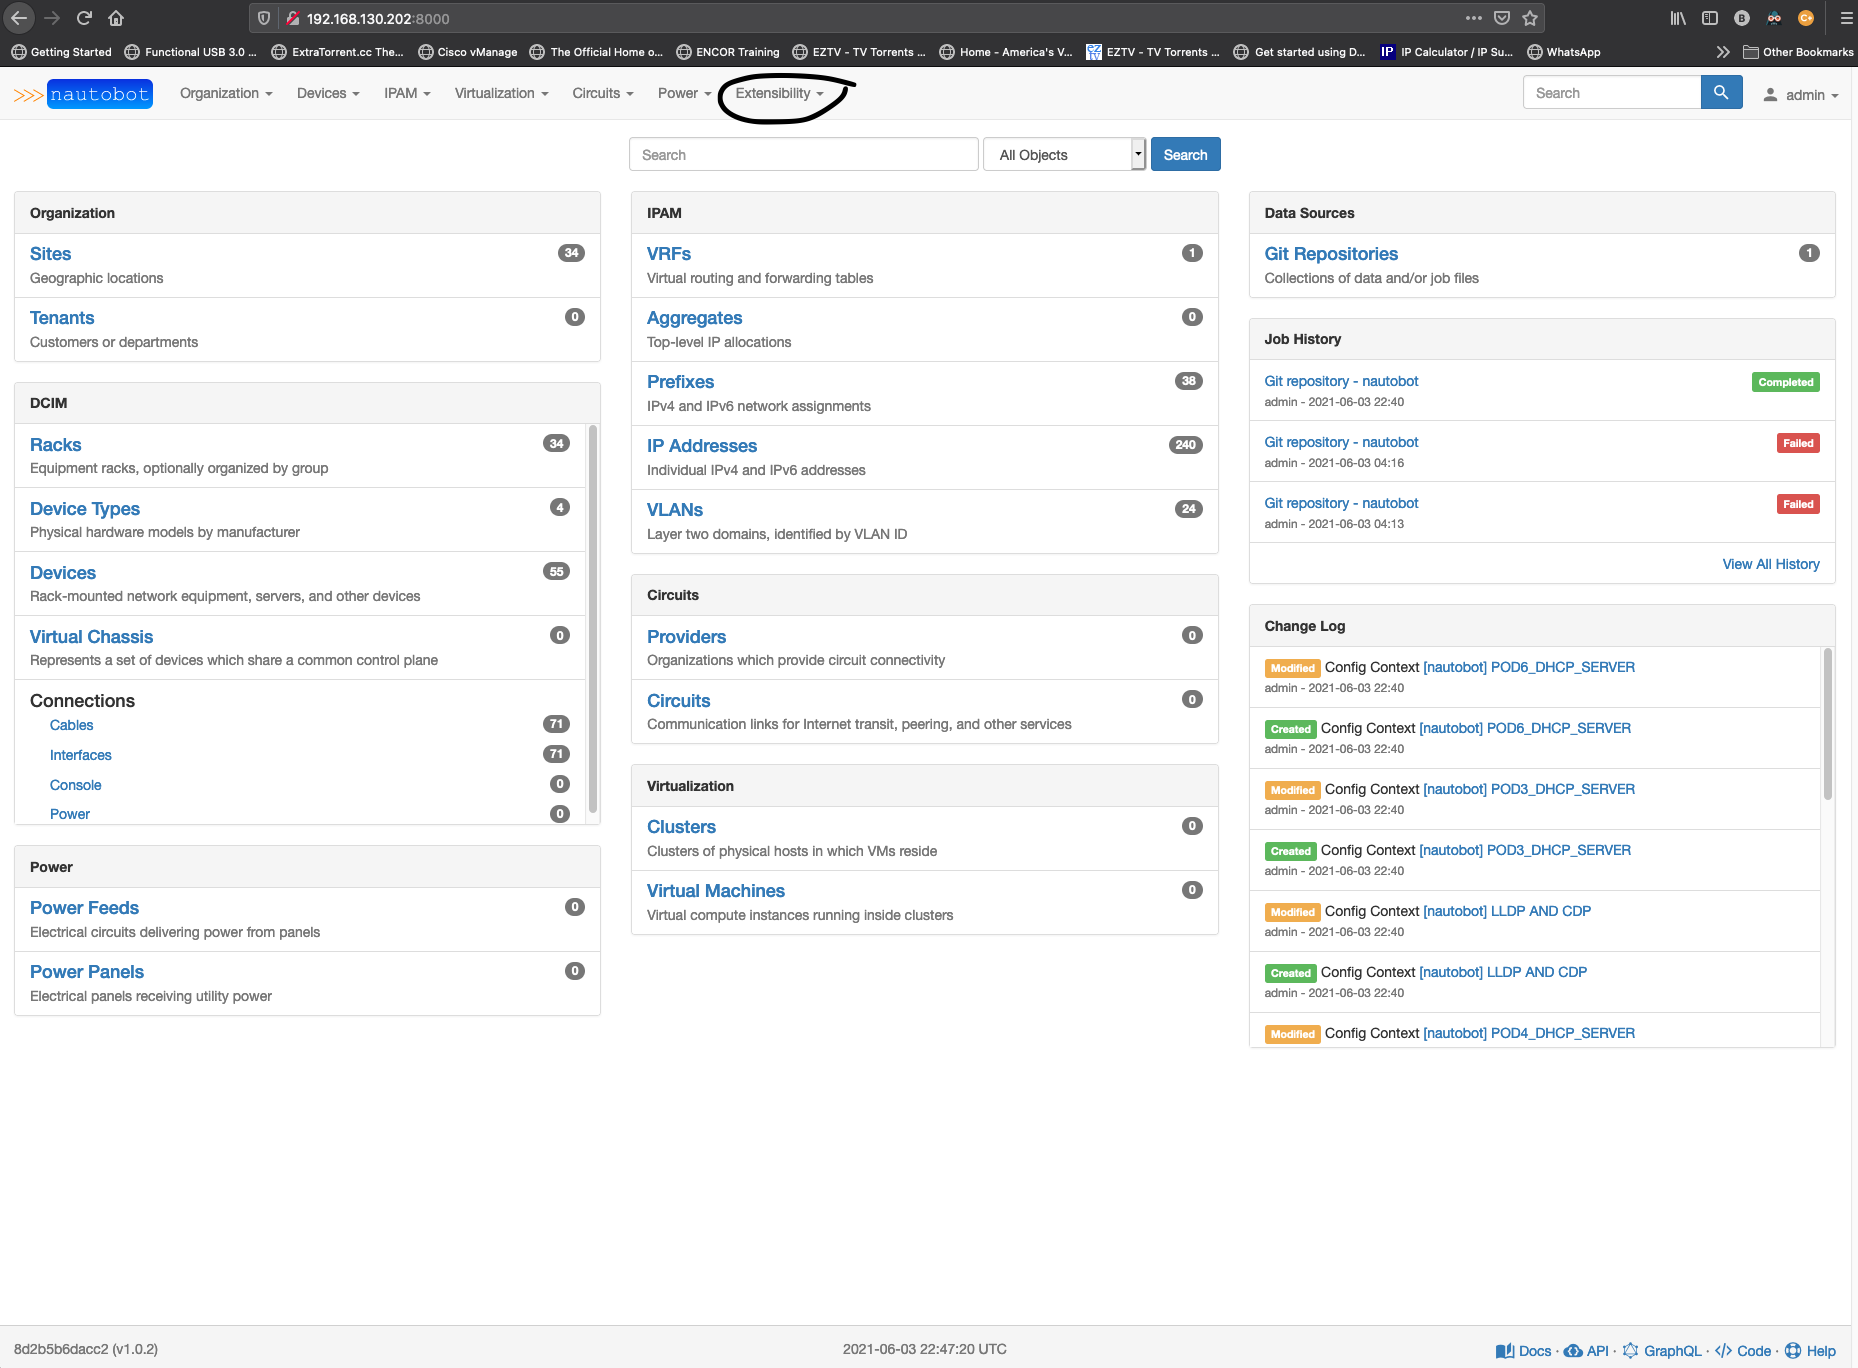 192.168.130.202:8000
Getting Started Functional USB 3.0 ... ExtraTorrent.cc The... Cisco vManage The Official Home o... ENCOR Training EZTV - TV Torrents ... Home - America's V... EZTV - TV Torrents ... Get started using D... IP IP Calculator / IP Su... WhatsApp Other Bookmarks
>>> nautobot Organization Devices IPAM Virtualization Circuits Power Extensibility Search admin
Search All Objects Search
Organization
Sites 34
Geographic locations
Tenants 0
Customers or departments
DCIM
Racks 34
Equipment racks, optionally organized by group
Device Types 4
Physical hardware models by manufacturer
Devices 55
Rack-mounted network equipment, servers, and other devices
Virtual Chassis 0
Represents a set of devices which share a common control plane
Connections
Cables 71
Interfaces 71
Console 0
Power 0
Power
Power Feeds 0
Electrical circuits delivering power from panels
Power Panels 0
Electrical panels receiving utility power
IPAM
VRFs 1
Virtual routing and forwarding tables
Aggregates 0
Top-level IP allocations
Prefixes 38
IPv4 and IPv6 network assignments
IP Addresses 240
Individual IPv4 and IPv6 addresses
VLANs 24
Layer two domains, identified by VLAN ID
Circuits
Providers 0
Organizations which provide circuit connectivity
Circuits 0
Communication links for Internet transit, peering, and other services
Virtualization
Clusters 0
Clusters of physical hosts in which VMs reside
Virtual Machines 0
Virtual compute instances running inside clusters
Data Sources
Git Repositories 1
Collections of data and/or job files
Job History
Git repository - nautobot Completed
admin - 2021-06-03 22:40
Git repository - nautobot Failed
admin - 2021-06-03 04:16
Git repository - nautobot Failed
admin - 2021-06-03 04:13
View All History
Change Log
Modified Config Context [nautobot] POD6_DHCP_SERVER
admin - 2021-06-03 22:40
Created Config Context [nautobot] POD6_DHCP_SERVER
admin - 2021-06-03 22:40
Modified Config Context [nautobot] POD3_DHCP_SERVER
admin - 2021-06-03 22:40
Created Config Context [nautobot] POD3_DHCP_SERVER
admin - 2021-06-03 22:40
Modified Config Context [nautobot] LLDP AND CDP
admin - 2021-06-03 22:40
Created Config Context [nautobot] LLDP AND CDP
admin - 2021-06-03 22:40
Modified Config Context [nautobot] POD4_DHCP_SERVER
8d2b5b6dacc2 (v1.0.2) 2021-06-03 22:47:20 UTC Docs · API · GraphQL · Code · Help